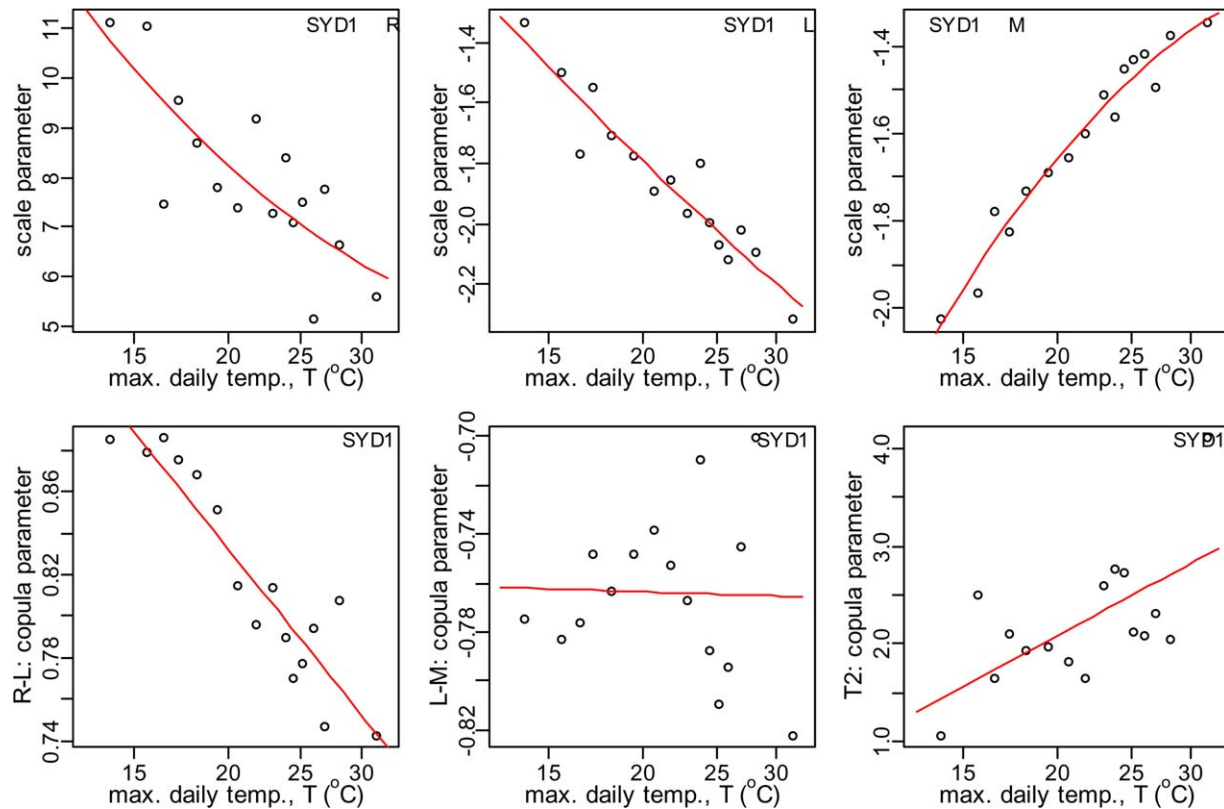 SYD1 R
scale parameter
5 6 7 8 9 10 11
15 20 25 30
max. daily temp., T (°C)
SYD1 L
scale parameter
-2.2 -2.0 -1.8 -1.6 -1.4
15 20 25 30
max. daily temp., T (°C)
SYD1 M
scale parameter
-2.0 -1.8 -1.6 -1.4
15 20 25 30
max. daily temp., T (°C)
SYD1
R-L: copula parameter
0.74 0.78 0.82 0.86
15 20 25 30
max. daily temp., T (°C)
SYD1
L-M: copula parameter
-0.82 -0.78 -0.74 -0.70
15 20 25 30
max. daily temp., T (°C)
SYD1
T2: copula parameter
1.0 2.0 3.0 4.0
15 20 25 30
max. daily temp., T (°C)